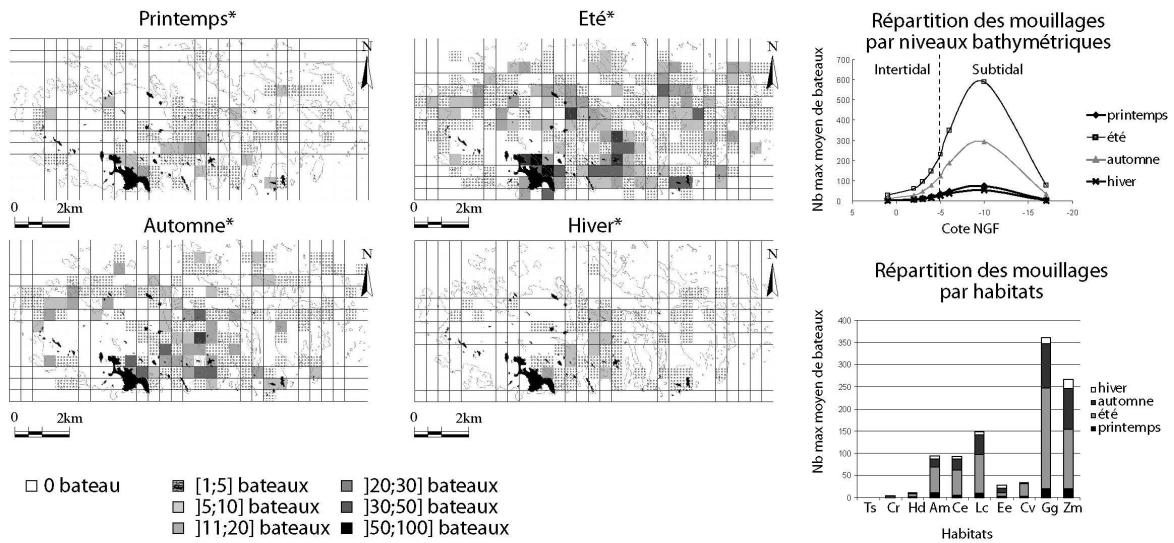 Printemps*
N
0 2km
Eté*
N
0 2km
Automne*
N
0 2km
Hiver*
N
0 2km
0 bateau
[1;5] bateaux
]5;10] bateaux
]11;20] bateaux
]20;30] bateaux
]30;50] bateaux
]50;100] bateaux
Répartition des mouillages
par niveaux bathymétriques
Nb max moyen de bateaux
700
600
500
400
300
200
100
0
Intertidal
Subtidal
5 0 -5 -10 -15 -20
Cote NGF
printemps
été
automne
hiver
Répartition des mouillages
par habitats
Nb max moyen de bateaux
400
350
300
250
200
150
100
50
0
Ts Cr Hd Am Ce Lc Ee Cv Gg Zm
Habitats
hiver
automne
été
printemps